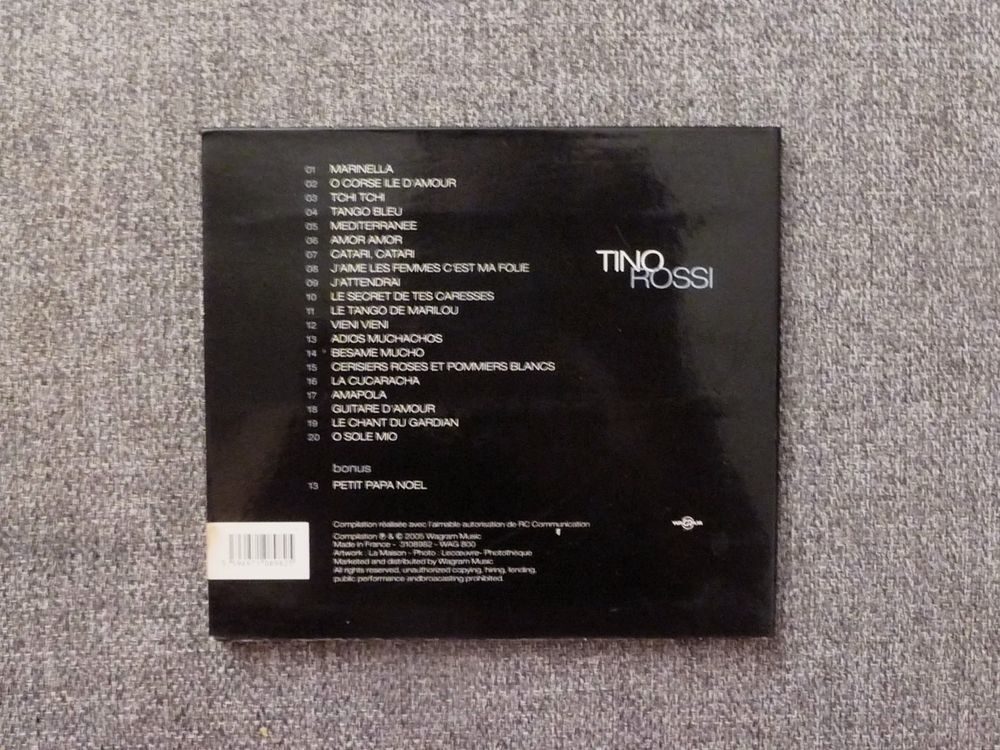 01 MARINELLA
02 O CORSE ILE D'AMOUR
03 TCHI TCHI
04 TANGO BLEU
05 MEDITERRANEE
06 AMOR AMOR
07 CATARI, CATARI
08 J'AIME LES FEMMES C'EST MA FOLIE
09 J'ATTENDRAI
10 LE SECRET DE TES CARESSES
11 LE TANGO DE MARILOU
12 VIENI VIENI
13 ADIOS MUCHACHOS
14 BESAME MUCHO
15 CERISIERS ROSES ET POMMIERS BLANCS
16 LA CUCARACHA
17 AMAPOLA
18 GUITARE D'AMOUR
19 LE CHANT DU GARDIAN
20 O SOLE MIO
bonus
13 PETIT PAPA NOEL
TINO
ROSSI
Compilation réalisée avec l'aimable autorisation de RC Communication
Compilation ℗ & © 2005 Wagram Music
Made in France - 3108982 - WAG 800
Artwork : La Maison - Photo : Lecœuvre- Photothèque
Marketed and distributed by Wagram Music
All rights reserved, unauthorized copying, hiring, lending,
public performance andbroacasting prohibited.
WAGRAM